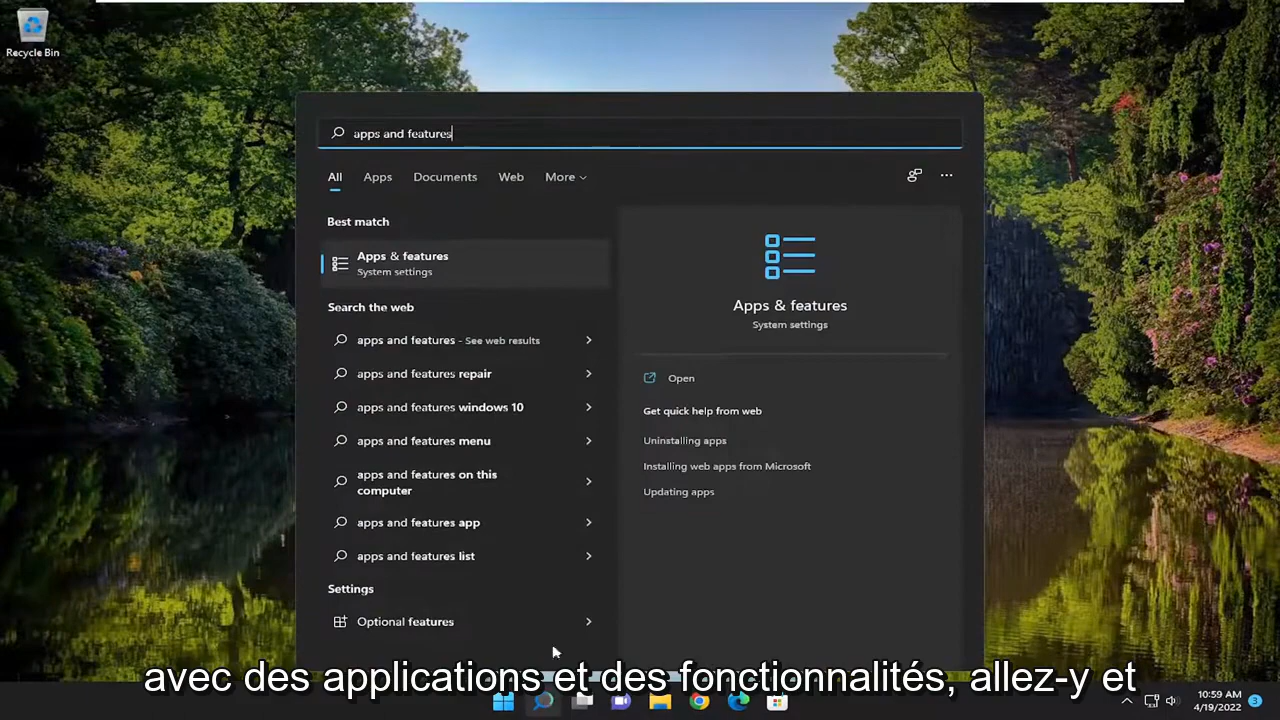 Recycle Bin
apps and features
All Apps Documents Web More
Best match
Apps & features
System settings
Search the web
apps and features - See web results
apps and features repair
apps and features windows 10
apps and features menu
apps and features on this
computer
apps and features app
apps and features list
Settings
Optional features
Apps & features
System settings
Open
Get quick help from web
Uninstalling apps
Installing web apps from Microsoft
Updating apps
avec des applications et des fonctionnalités, allez-y et
10:59 AM
4/19/2022
3